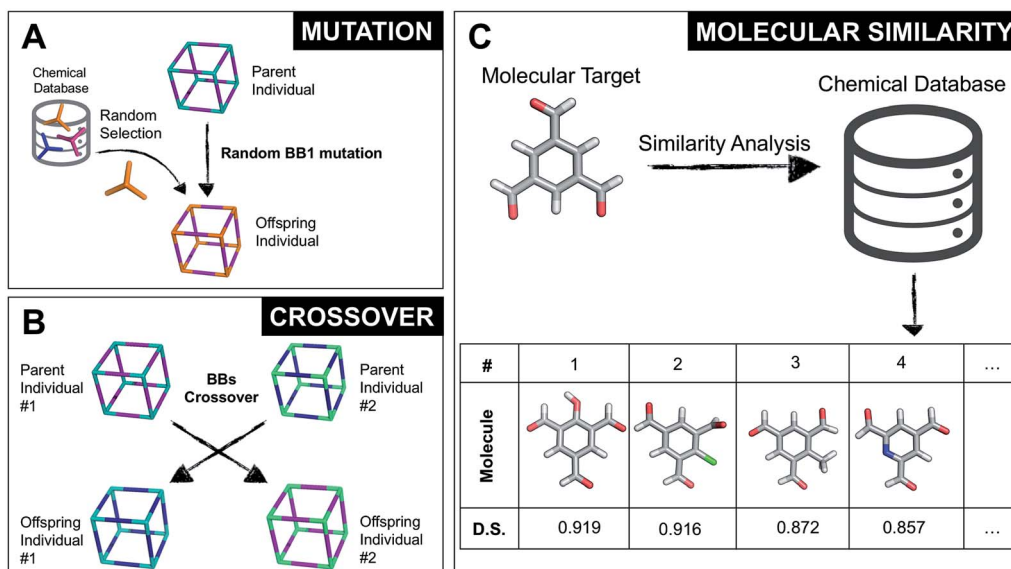 A
MUTATION
Chemical
Database
Random
Selection
Parent
Individual
Random BB1 mutation
Offspring
Individual
B
CROSSOVER
Parent
Individual
#1
BBs
Crossover
Parent
Individual
#2
Offspring
Individual
#1
Offspring
Individual
#2
C
MOLECULAR SIMILARITY
Molecular Target
Similarity Analysis
Chemical Database
# 1 2 3 4 ...
Molecule
D.S. 0.919 0.916 0.872 0.857 ...